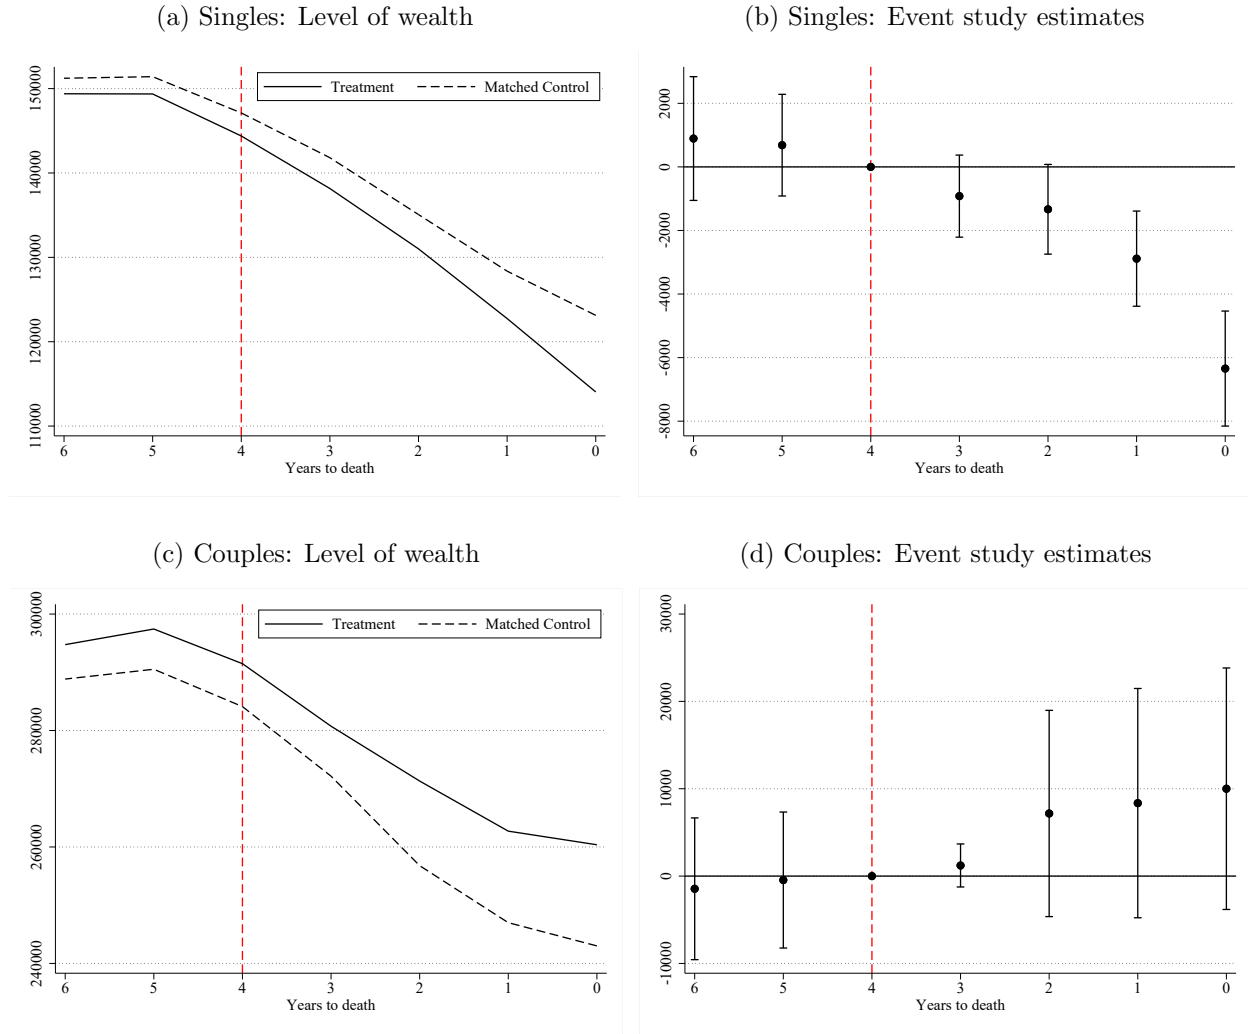 (a) Singles: Level of wealth
(b) Singles: Event study estimates
150000
140000
130000
120000
110000
Treatment
Matched Control
6 5 4 3 2 1 0
Years to death
2000
0
-2000
-4000
-6000
-8000
6 5 4 3 2 1 0
Years to death
(c) Couples: Level of wealth
(d) Couples: Event study estimates
300000
280000
260000
240000
Treatment
Matched Control
6 5 4 3 2 1 0
Years to death
30000
20000
10000
0
-10000
6 5 4 3 2 1 0
Years to death